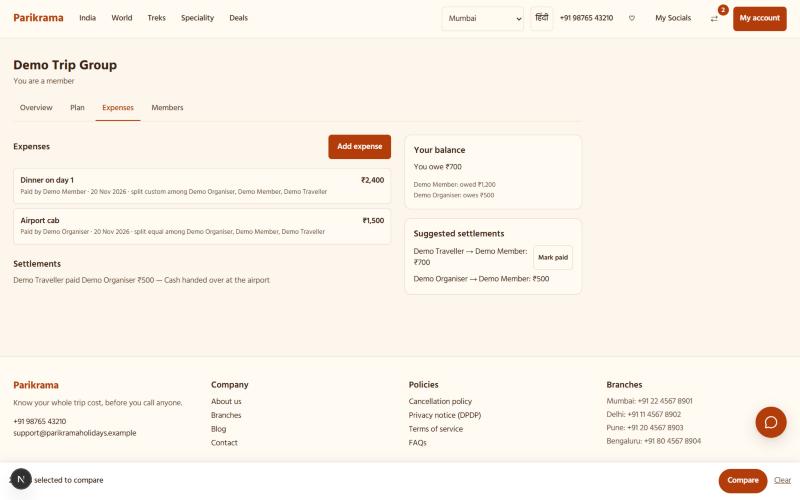 Parikrama
India
World
Treks
Speciality
Deals
Mumbai
हिंदी
+91 98765 43210
My Socials
2
My account
Demo Trip Group
You are a member
Overview
Plan
Expenses
Members
Expenses
Add expense
Dinner on day 1
₹2,400
Paid by Demo Member · 20 Nov 2026 · split custom among Demo Organiser, Demo Member, Demo Traveller
Airport cab
₹1,500
Paid by Demo Organiser · 20 Nov 2026 · split equal among Demo Organiser, Demo Member, Demo Traveller
Settlements
Demo Traveller paid Demo Organiser ₹500 — Cash handed over at the airport
Your balance
You owe ₹700
Demo Member: owed ₹1,200
Demo Organiser: owes ₹500
Suggested settlements
Demo Traveller → Demo Member:
₹700
Mark paid
Demo Organiser → Demo Member: ₹500
Parikrama
Know your whole trip cost, before you call anyone.
+91 98765 43210
support@parikramaholidays.example
Company
About us
Branches
Blog
Contact
Policies
Cancellation policy
Privacy notice (DPDP)
Terms of service
FAQs
Branches
Mumbai: +91 22 4567 8901
Delhi: +91 11 4567 8902
Pune: +91 20 4567 8903
Bengaluru: +91 80 4567 8904
N
selected to compare
Compare
Clear